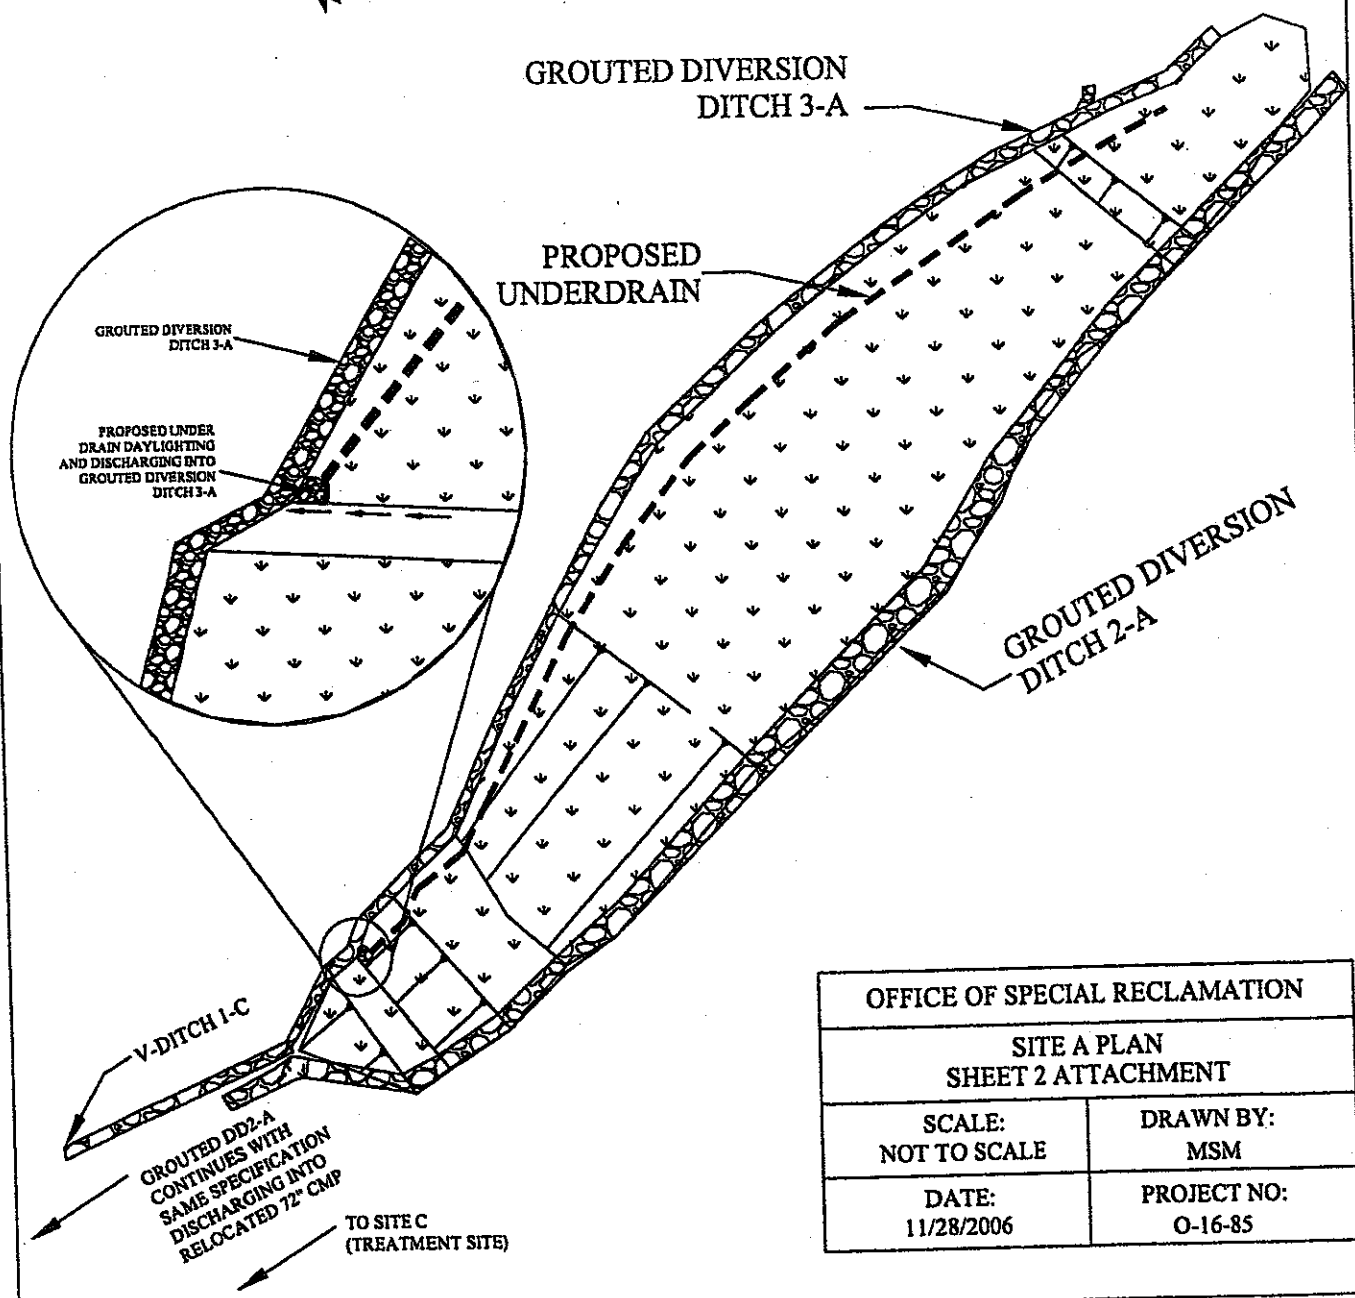 GROUTED DIVERSION
DITCH 3-A
PROPOSED
UNDERDRAIN
GROUTED DIVERSION
DITCH 3-A
PROPOSED UNDER
DRAIN DAYLIGHTING
AND DISCHARGING INTO
GROUTED DIVERSION
DITCH 3-A
GROUTED DIVERSION
DITCH 2-A
V-DITCH 1-C
GROUTED DD2-A
CONTINUES WITH
SAME SPECIFICATION
DISCHARGING INTO
RELOCATED 72" CMP
TO SITE C
(TREATMENT SITE)
OFFICE OF SPECIAL RECLAMATION
SITE A PLAN
SHEET 2 ATTACHMENT
SCALE:
NOT TO SCALE
DRAWN BY:
MSM
DATE:
11/28/2006
PROJECT NO:
O-16-85